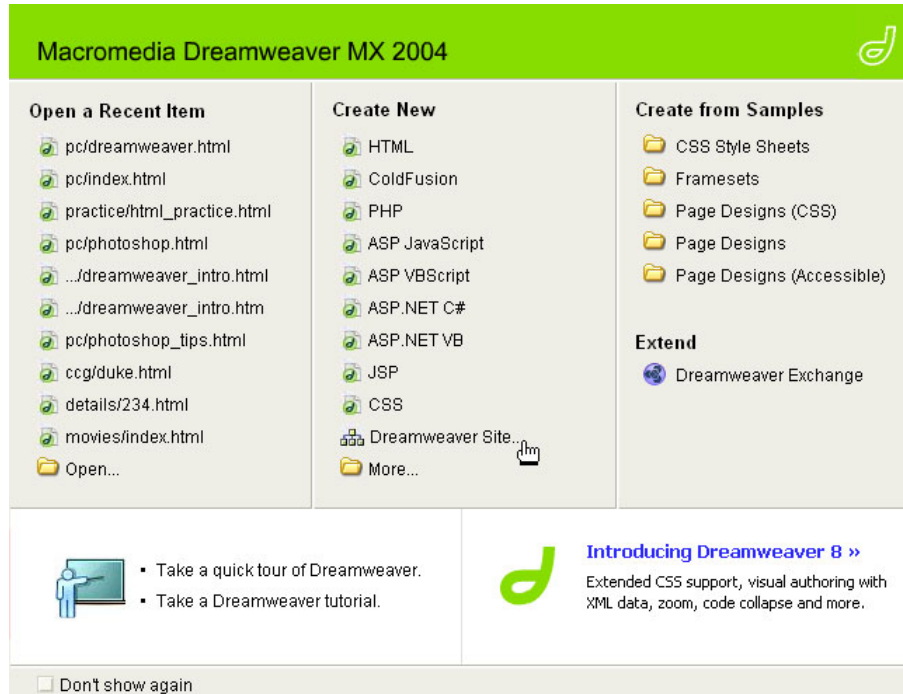 Macromedia Dreamweaver MX 2004
Open a Recent Item
pc/dreamweaver.html
pc/index.html
practice/html_practice.html
pc/photoshop.html
.../dreamweaver_intro.html
.../dreamweaver_intro.htm
pc/photoshop_tips.html
ccg/duke.html
details/234.html
movies/index.html
Open...
Create New
HTML
ColdFusion
PHP
ASP JavaScript
ASP VBScript
ASP.NET C#
ASP.NET VB
JSP
CSS
Dreamweaver Site...
More...
Create from Samples
CSS Style Sheets
Framesets
Page Designs (CSS)
Page Designs
Page Designs (Accessible)
Extend
Dreamweaver Exchange
• Take a quick tour of Dreamweaver.
• Take a Dreamweaver tutorial.
Introducing Dreamweaver 8 »
Extended CSS support, visual authoring with
XML data, zoom, code collapse and more.
Don't show again